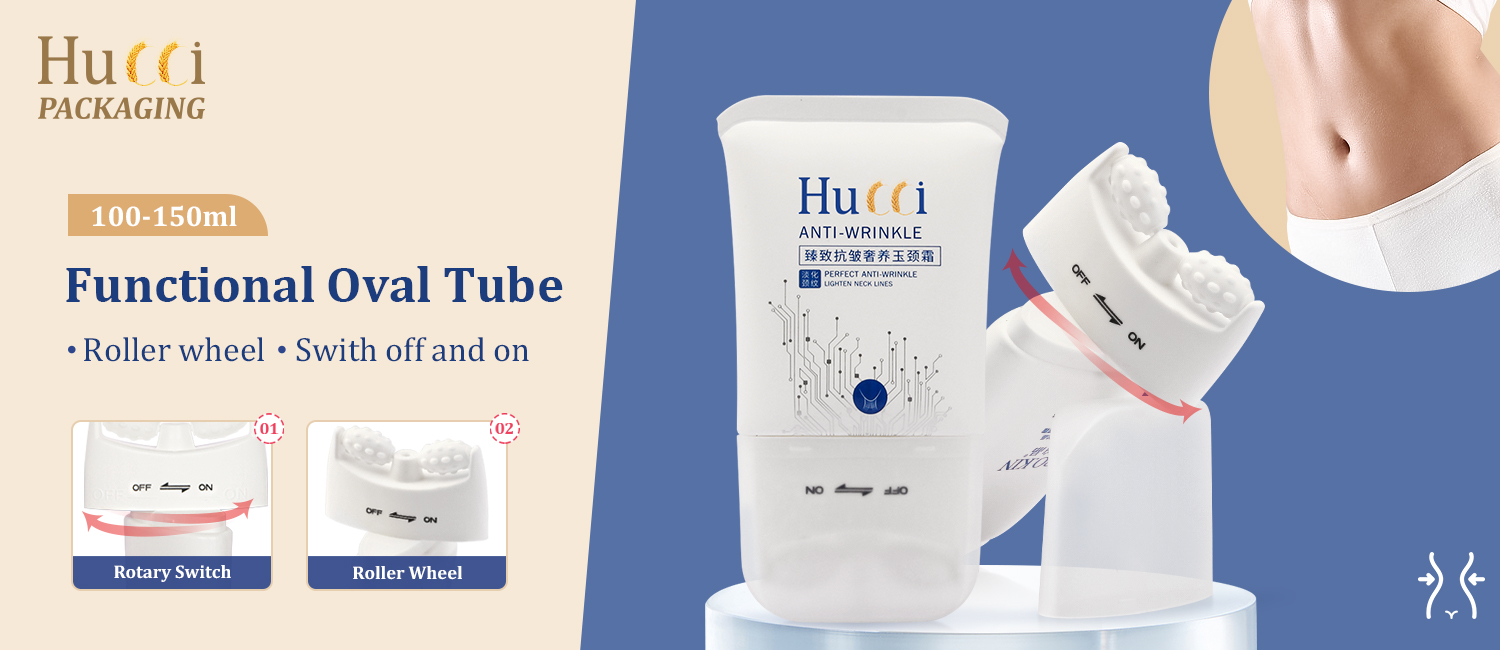 Hucci
PACKAGING
100-150ml
Functional Oval Tube
• Roller wheel • Swith off and on
01
OFF ON
Rotary Switch
02
OFF ON
Roller Wheel
Hucci
ANTI-WRINKLE
臻致抗皱奢养玉颈霜
淡化
颈纹
PERFECT ANTI-WRINKLE
LIGHTEN NECK LINES
OFF ON
OFF ON